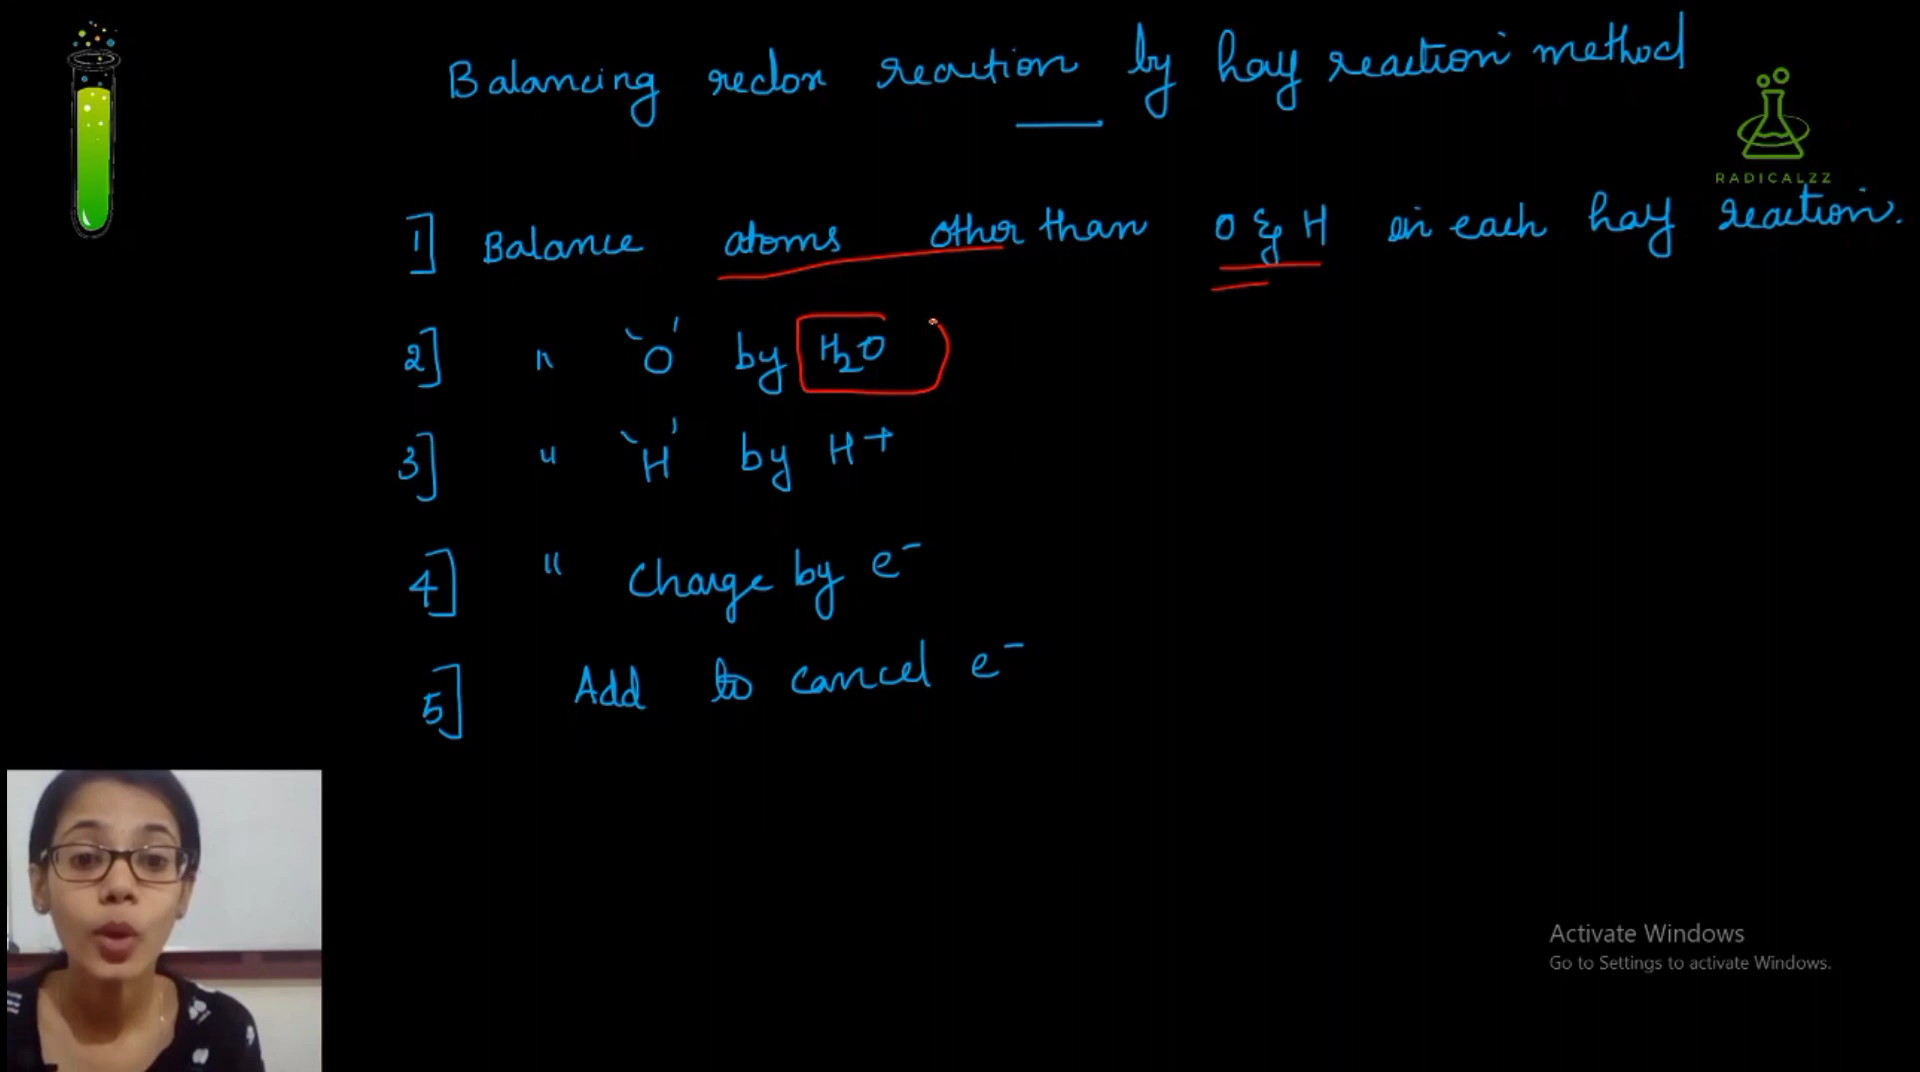 Balancing redox reaction by half reaction method
RADICALZZ
1] Balance atoms other than O & H in each half reaction.
2] " 'O' by H2O
3] " 'H' by H+
4] " Charge by e-
5] Add to cancel e-
Activate Windows
Go to Settings to activate Windows.